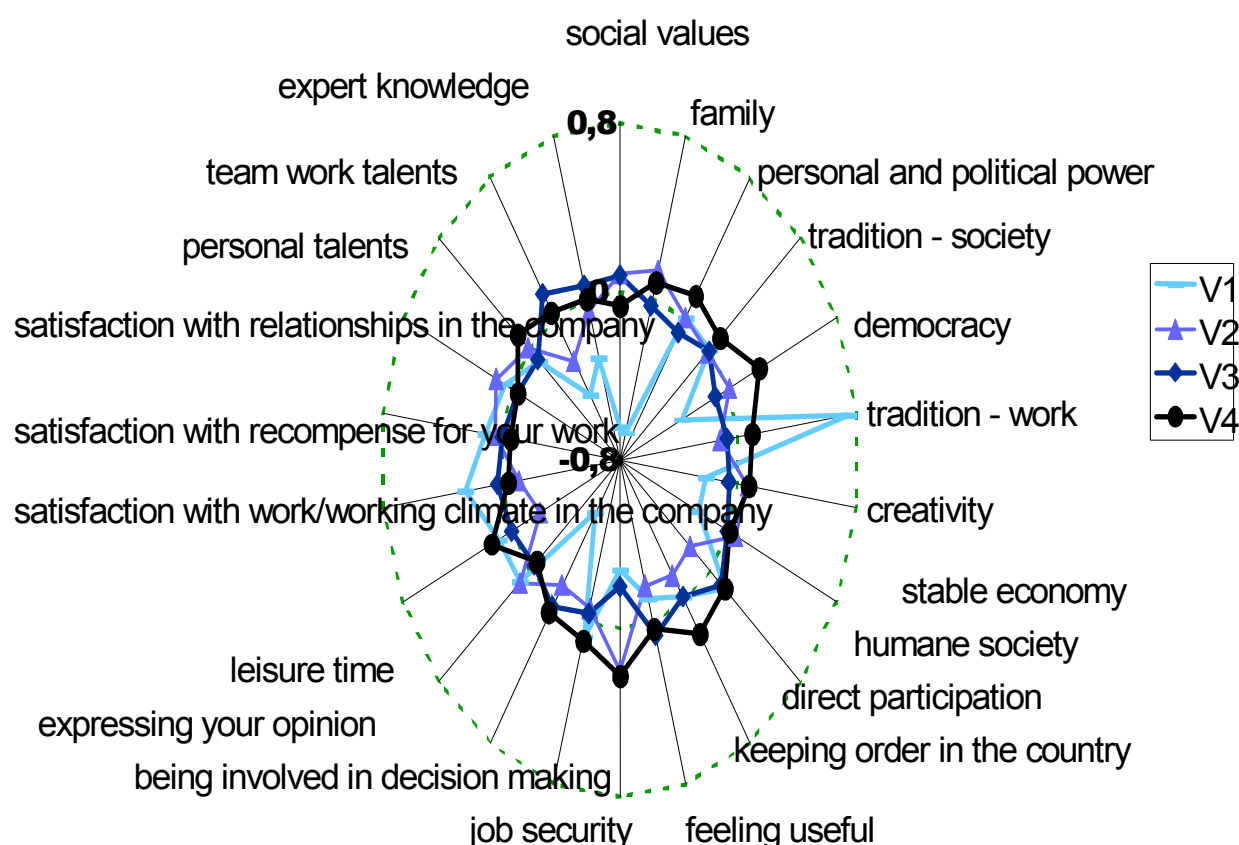 social values
expert knowledge
0,8
family
team work talents
personal and political power
personal talents
tradition - society
0
V1
satisfaction with relationships in the company
democracy
V2
V3
tradition - work
V4
satisfaction with recompense for your work
-0,8
satisfaction with work/working climate in the company
creativity
stable economy
humane society
leisure time
direct participation
expressing your opinion
keeping order in the country
being involved in decision making
job security
feeling useful